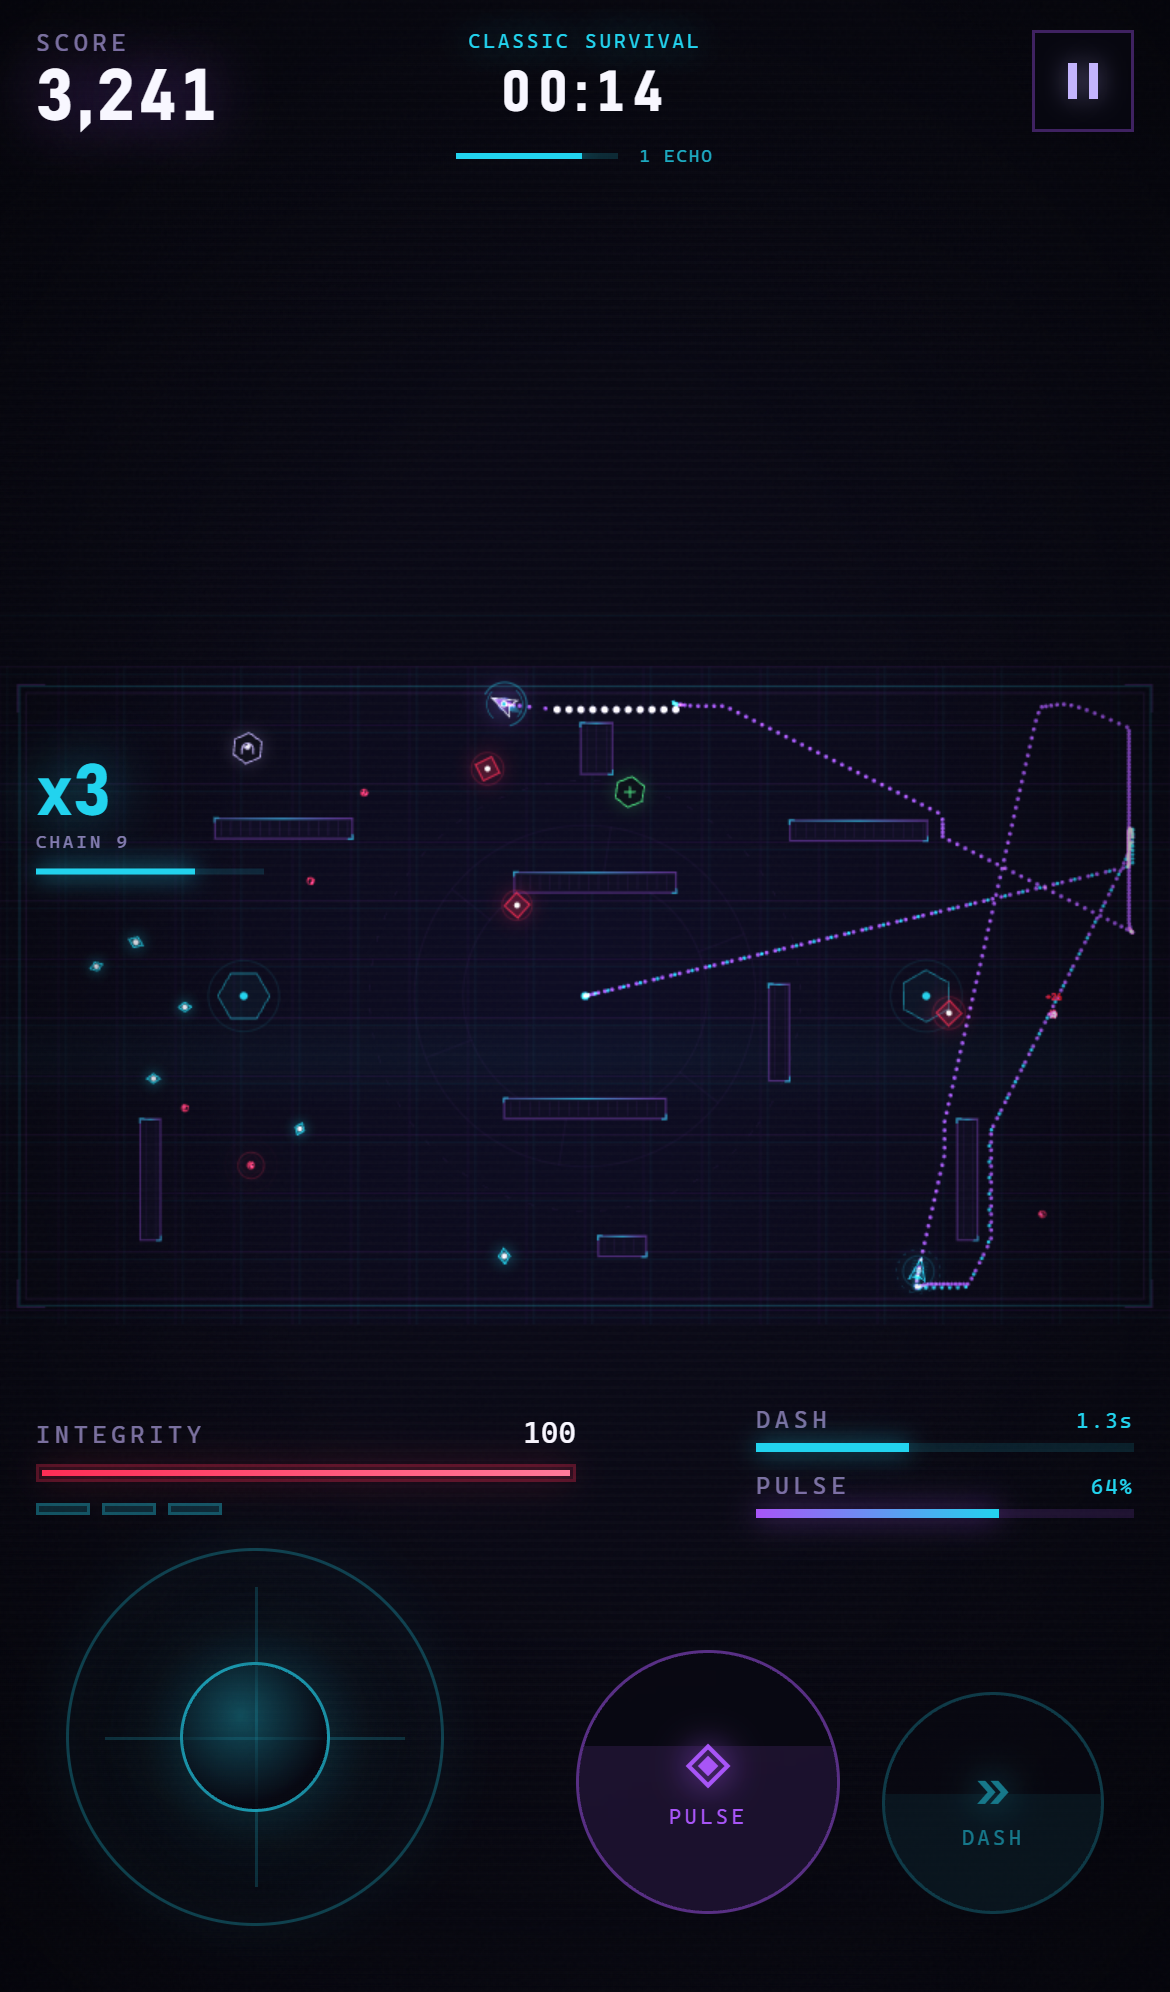 SCORE
3,241
CLASSIC SURVIVAL
00:14
1 ECHO
x3
CHAIN 9
INTEGRITY
100
DASH
1.3s
PULSE
64%
PULSE
DASH